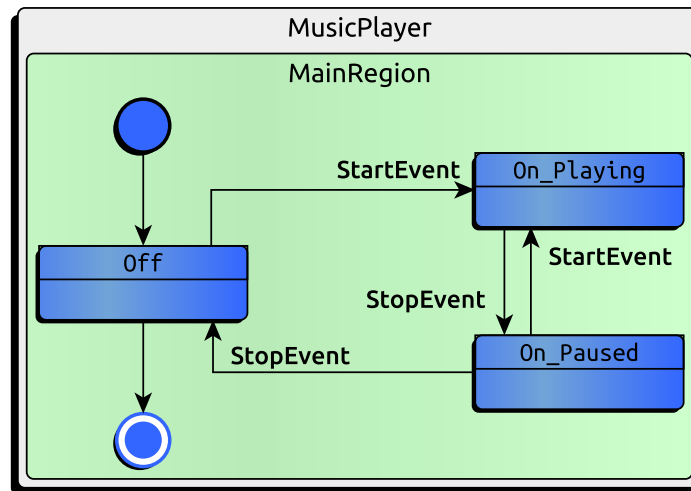 MusicPlayer
MainRegion
StartEvent
On_Playing
Off
StartEvent
StopEvent
StopEvent
On_Paused